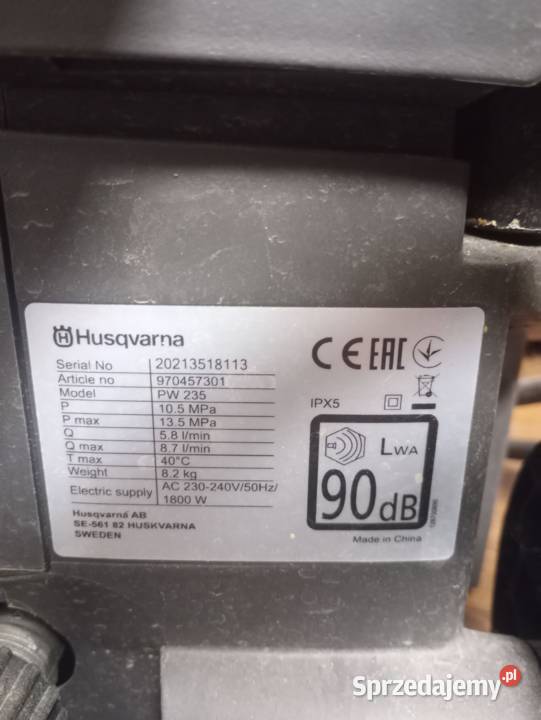 Husqvarna
Serial No 20213518113
Article no 970457301
Model PW 235
P 10.5 MPa
P max 13.5 MPa
Q 5.8 l/min
Q max 8.7 l/min
T max 40°C
Weight 8.2 kg
Electric supply AC 230-240V/50Hz/
1800 W
Husqvarna AB
SE-561 82 HUSKVARNA
SWEDEN
CE EAC
IPX5
LWA
90dB
Made in China
Sprzedajemy.pl